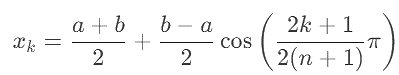 x_k = \frac{a+b}{2} + \frac{b-a}{2} \cos\left(\frac{2k+1}{2(n+1)}\pi\right)